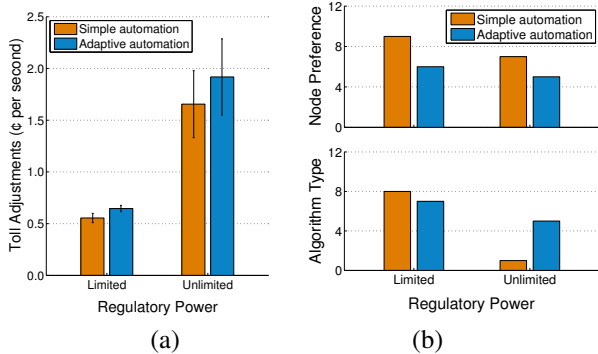 Toll Adjustments (¢ per second)
2.5
2.0
1.5
1.0
0.5
0.0
Simple automation
Adaptive automation
Limited
Unlimited
Regulatory Power
(a)
Node Preference
12
8
4
0
Simple automation
Adaptive automation
Algorithm Type
12
8
4
0
Limited
Unlimited
Regulatory Power
(b)